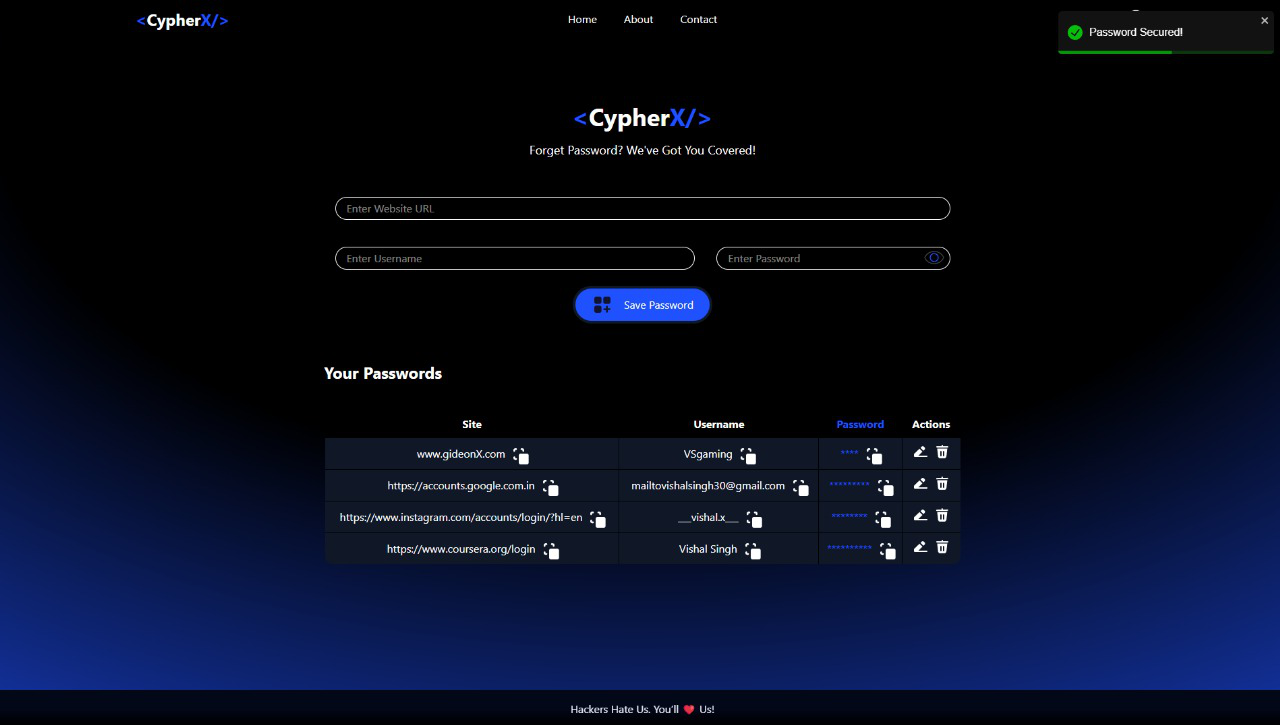 <CypherX/>
Home About Contact
Password Secured!
<CypherX/>
Forget Password? We've Got You Covered!
Enter Website URL
Enter Username Enter Password
Save Password
Your Passwords
Site Username Password Actions
www.gideonX.com VSgaming ****
https://accounts.google.com.in mailtovishalsingh30@gmail.com *********
https://www.instagram.com/accounts/login/?hl=en __vishal.x__ ********
https://www.coursera.org/login Vishal Singh **********
Hackers Hate Us. You'll ❤️ Us!